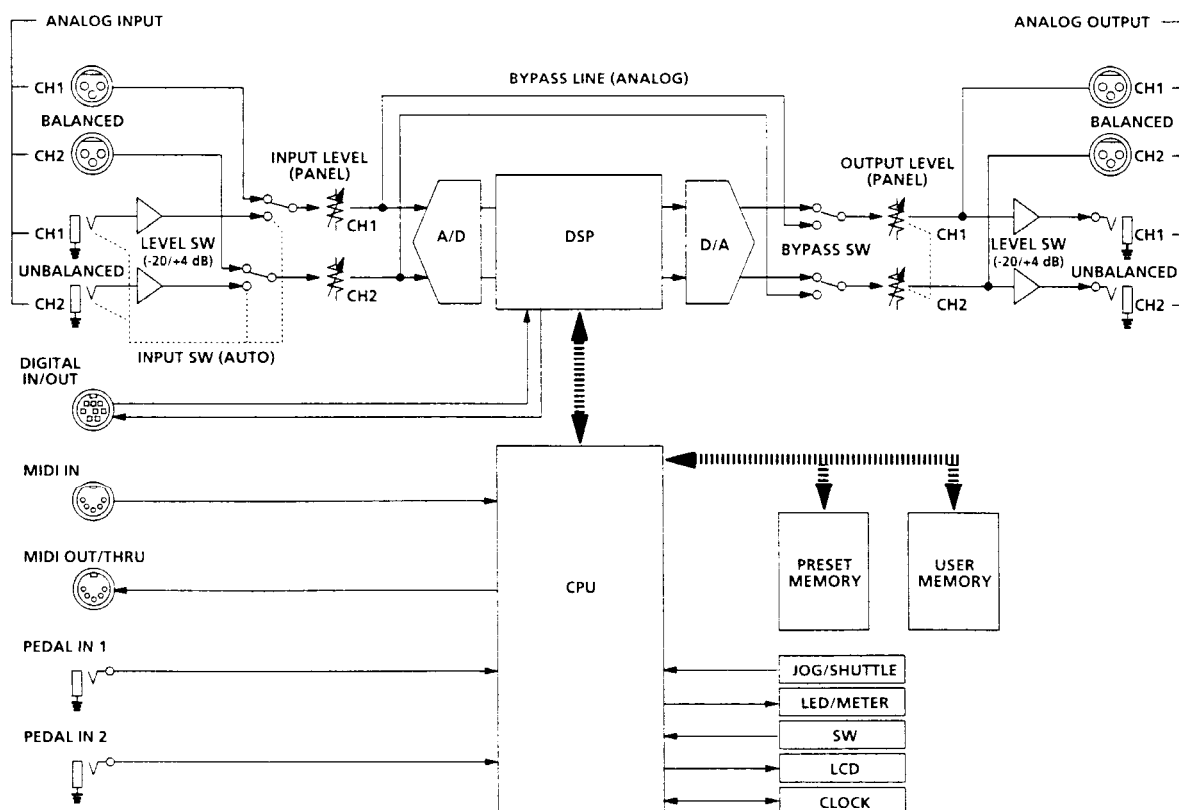 ANALOG INPUT
ANALOG OUTPUT
CH1
BALANCED
CH2
BYPASS LINE (ANALOG)
CH1
BALANCED
CH2
INPUT LEVEL
(PANEL)
OUTPUT LEVEL
(PANEL)
CH1
UNBALANCED
CH2
LEVEL SW
(-20/+4 dB)
CH1
CH2
A/D
DSP
D/A
BYPASS SW
CH1
CH2
LEVEL SW
(-20/+4 dB)
CH1
UNBALANCED
CH2
INPUT SW (AUTO)
DIGITAL
IN/OUT
MIDI IN
MIDI OUT/THRU
CPU
PRESET
MEMORY
USER
MEMORY
PEDAL IN 1
PEDAL IN 2
JOG/SHUTTLE
LED/METER
SW
LCD
CLOCK